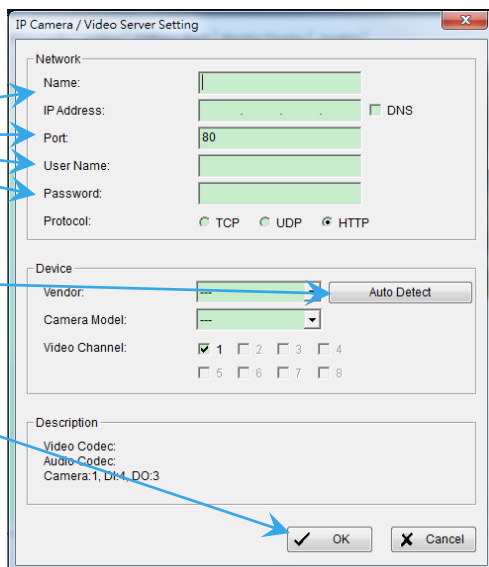 IP Camera / Video Server Setting
Network
Name:
IP Address: . . . DNS
Port: 80
User Name:
Password:
Protocol: TCP UDP HTTP
Device
Vendor: --- Auto Detect
Camera Model: ---
Video Channel: 1 2 3 4
5 6 7 8
Description
Video Codec:
Audio Codec:
Camera:1, DI:4, DO:3
OK Cancel